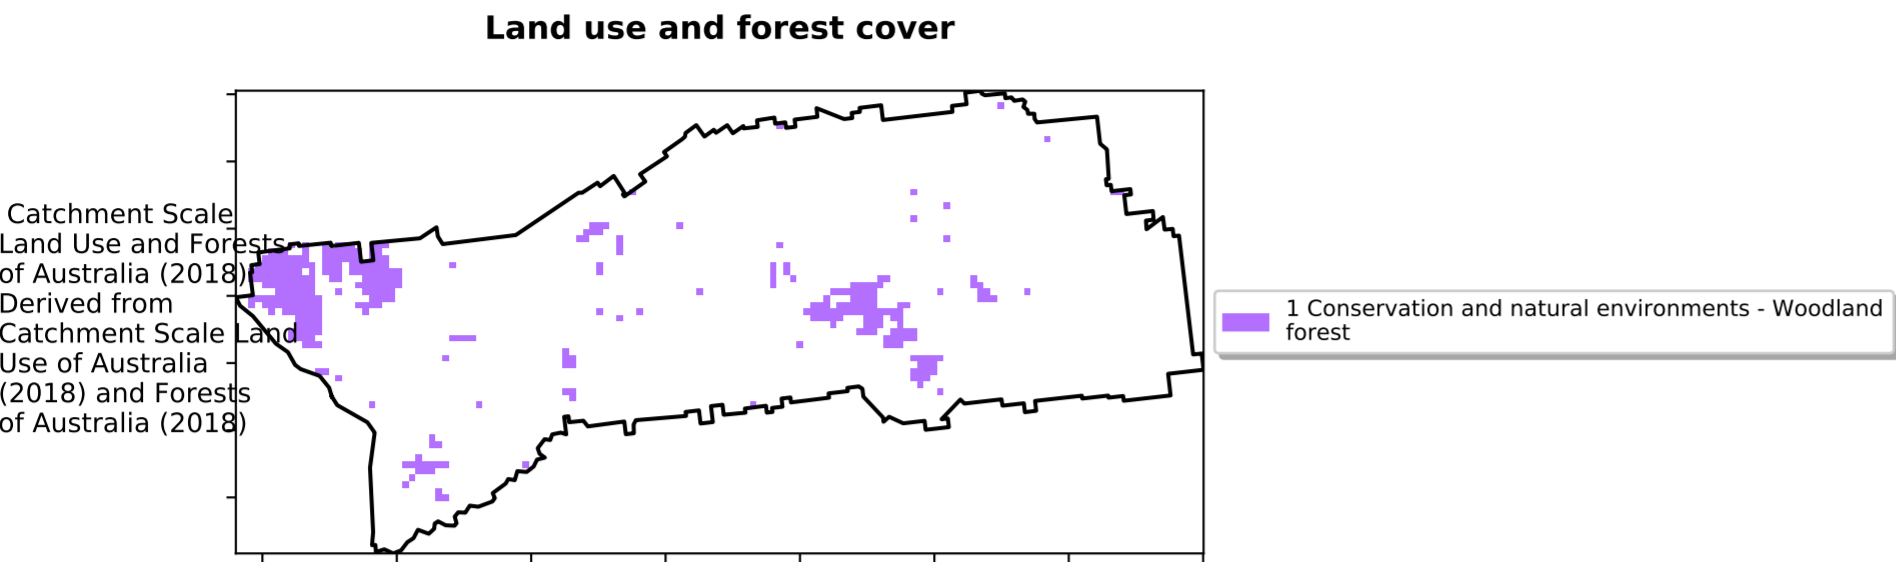 Land use and forest cover
Catchment Scale
Land Use and Forests
of Australia (2018)
Derived from
Catchment Scale Land
Use of Australia
(2018) and Forests
of Australia (2018)
1 Conservation and natural environments - Woodland
forest